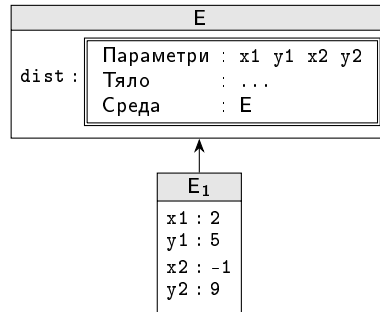 E
Параметри : x1 y1 x2 y2
dist : Тяло : ...
Среда : E
E₁
x1 : 2
y1 : 5
x2 : -1
y2 : 9